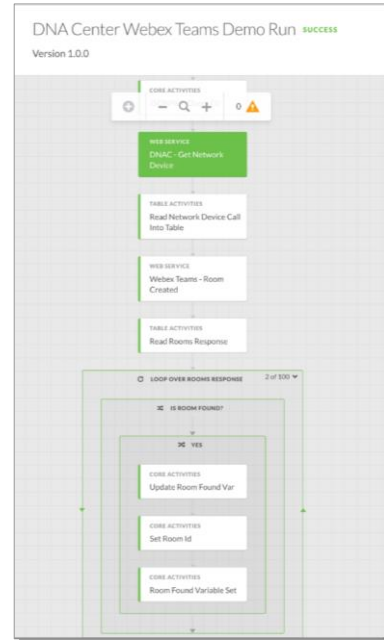 DNA Center Webex Teams Demo Run SUCCESS
Version 1.0.0
CORE ACTIVITIES
0
WEB SERVICE
DNAC - Get Network
Device
TABLE ACTIVITIES
Read Network Device Call
Into Table
WEB SERVICE
Webex Teams - Room
Created
TABLE ACTIVITIES
Read Rooms Response
LOOP OVER ROOMS RESPONSE 2 of 100
IS ROOM FOUND?
YES
CORE ACTIVITIES
Update Room Found Var
CORE ACTIVITIES
Set Room Id
CORE ACTIVITIES
Room Found Variable Set